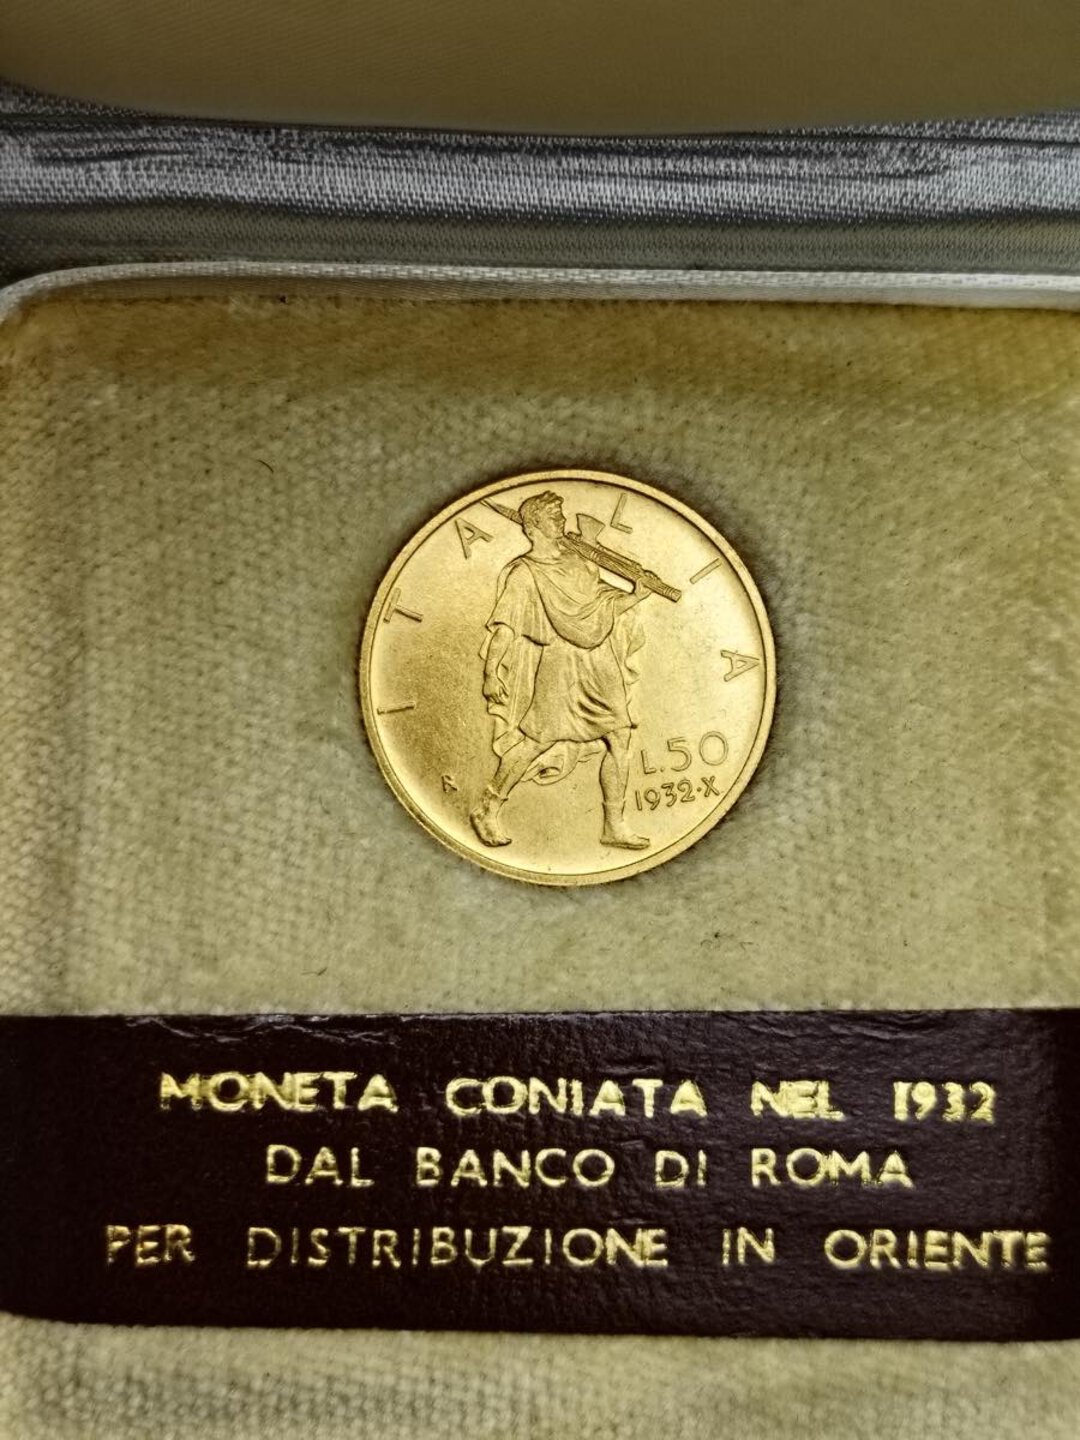 ITALIA
L.50
1932·X
R
MONETA CONIATA NEL 1932
DAL BANCO DI ROMA
PER DISTRIBUZIONE IN ORIENTE